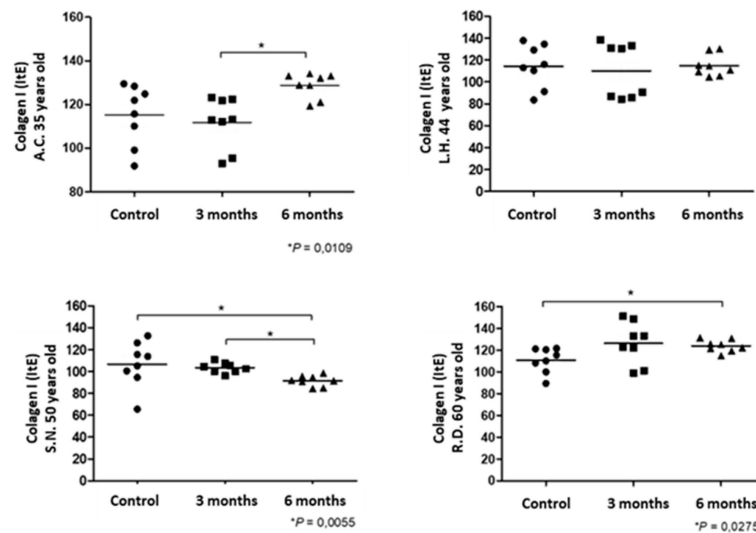 Colagen I (ItE)
A.C. 35 years old
160
140
120
100
80
*
Control
3 months
6 months
*P = 0,0109
Colagen I (ItE)
L.H. 44 years old
160
140
120
100
80
60
40
20
0
Control
3 months
6 months
Colagen I (ItE)
S.N. 50 years old
160
140
120
100
80
60
40
20
0
*
*
Control
3 months
6 months
*P = 0,0055
Colagen I (ItE)
R.D. 60 years old
160
140
120
100
80
60
40
20
0
*
Control
3 months
6 months
*P = 0,0275